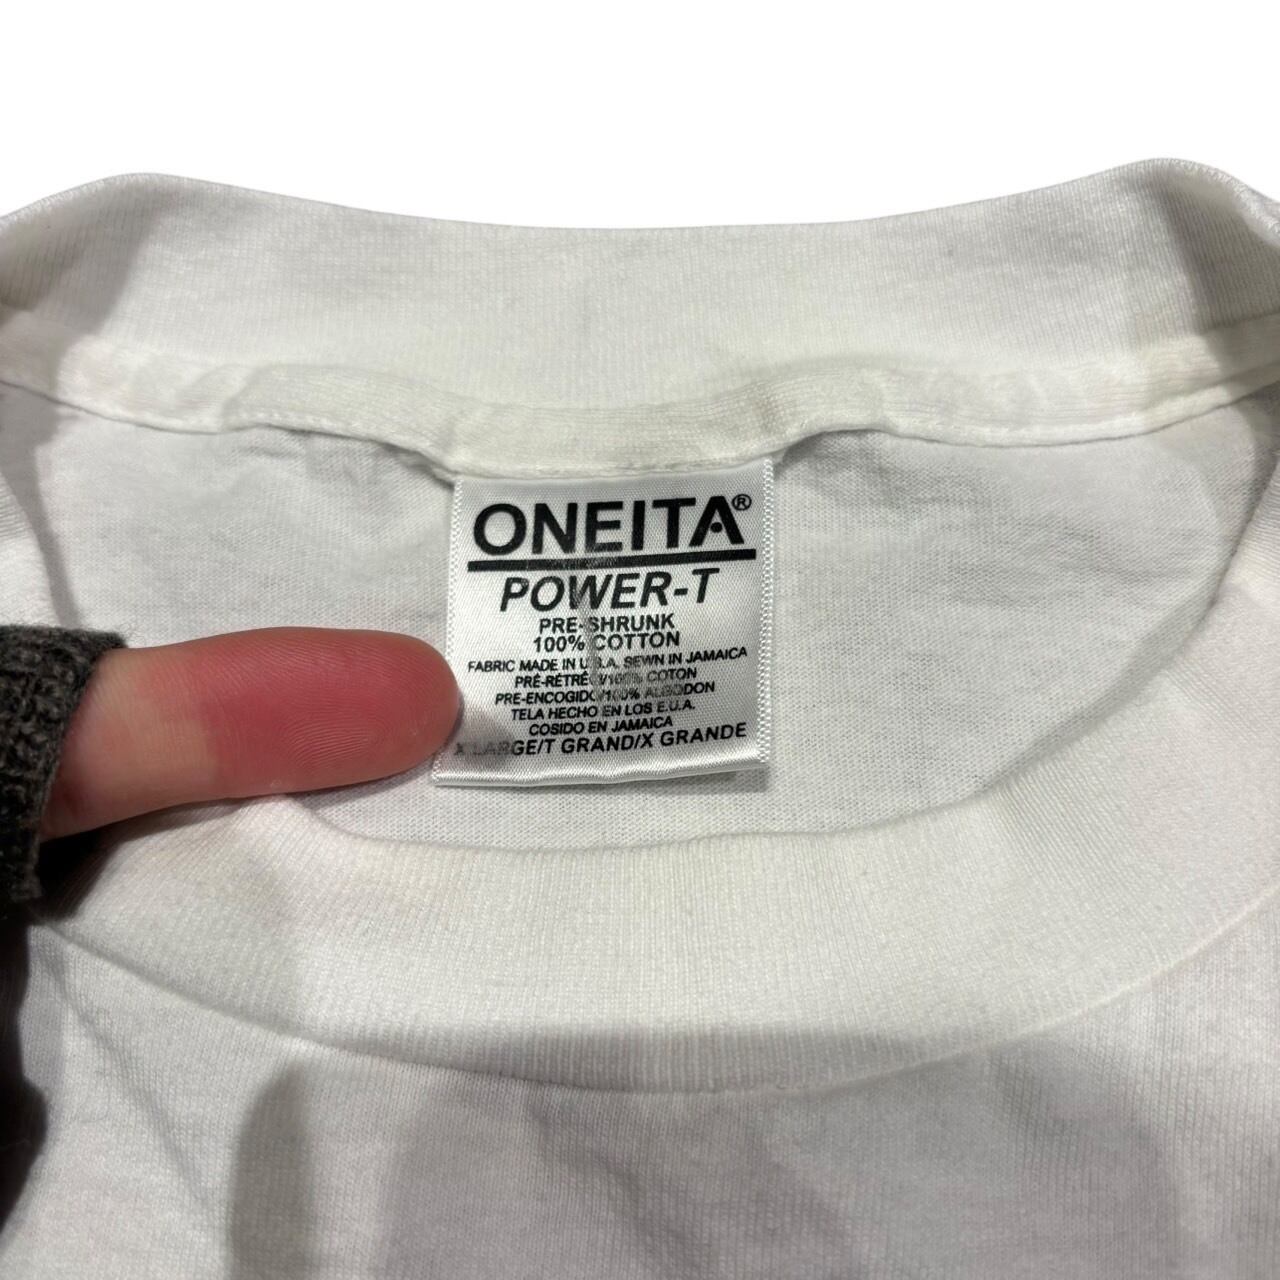 ONEITA®
POWER-T
PRE-SHRUNK
100% COTTON
FABRIC MADE IN U.S.A. SEWN IN JAMAICA
PRÉ-RÉTRÉCI/100% COTON
PRE-ENCOGIDO/100% ALGODON
TELA HECHO EN LOS E.U.A.
COSIDO EN JAMAICA
X LARGE/T GRAND/X GRANDE